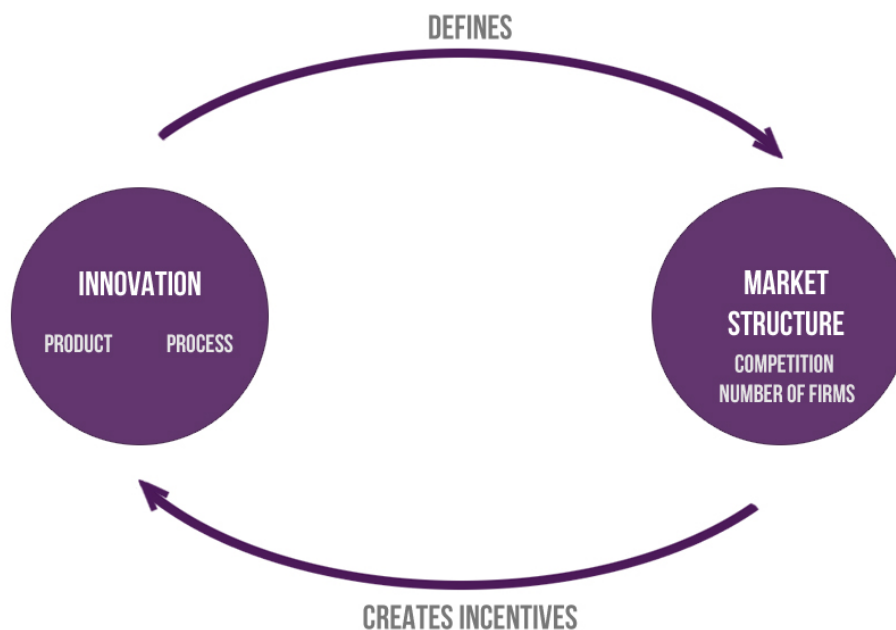 DEFINES
INNOVATION
PRODUCT PROCESS
MARKET
STRUCTURE
COMPETITION
NUMBER OF FIRMS
CREATES INCENTIVES